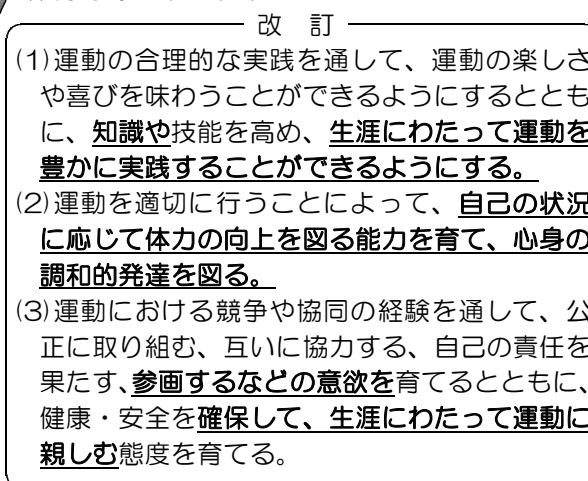 改 訂
(1)運動の合理的な実践を通して、運動の楽しさ
や喜びを味わうことができるようにするととも
に、知識や技能を高め、生涯にわたって運動を
豊かに実践することができるようにする。
(2)運動を適切に行うことによって、自己の状況
に応じて体力の向上を図る能力を育て、心身の
調和的発達を図る。
(3)運動における競争や協同の経験を通して、公
正に取り組む、互いに協力する、自己の責任を
果たす、参画するなどの意欲を育てるとともに、
健康・安全を確保して、生涯にわたって運動に
親しむ態度を育てる。